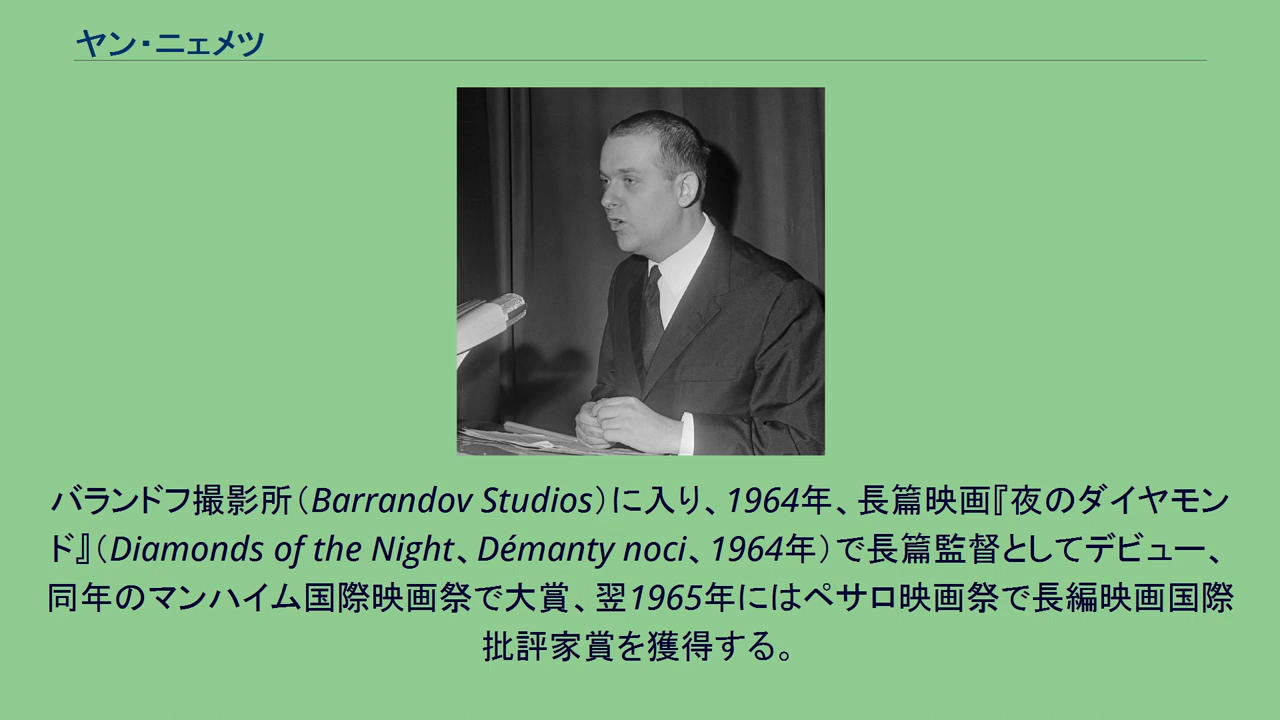 ヤン・ニェメツ
バランドフ撮影所（Barrandov Studios）に入り、1964年、長篇映画『夜のダイヤモン
ド』（Diamonds of the Night、Démanty noci、1964年）で長篇監督としてデビュー、
同年のマンハイム国際映画祭で大賞、翌1965年にはペサロ映画祭で長編映画国際
批評家賞を獲得する。